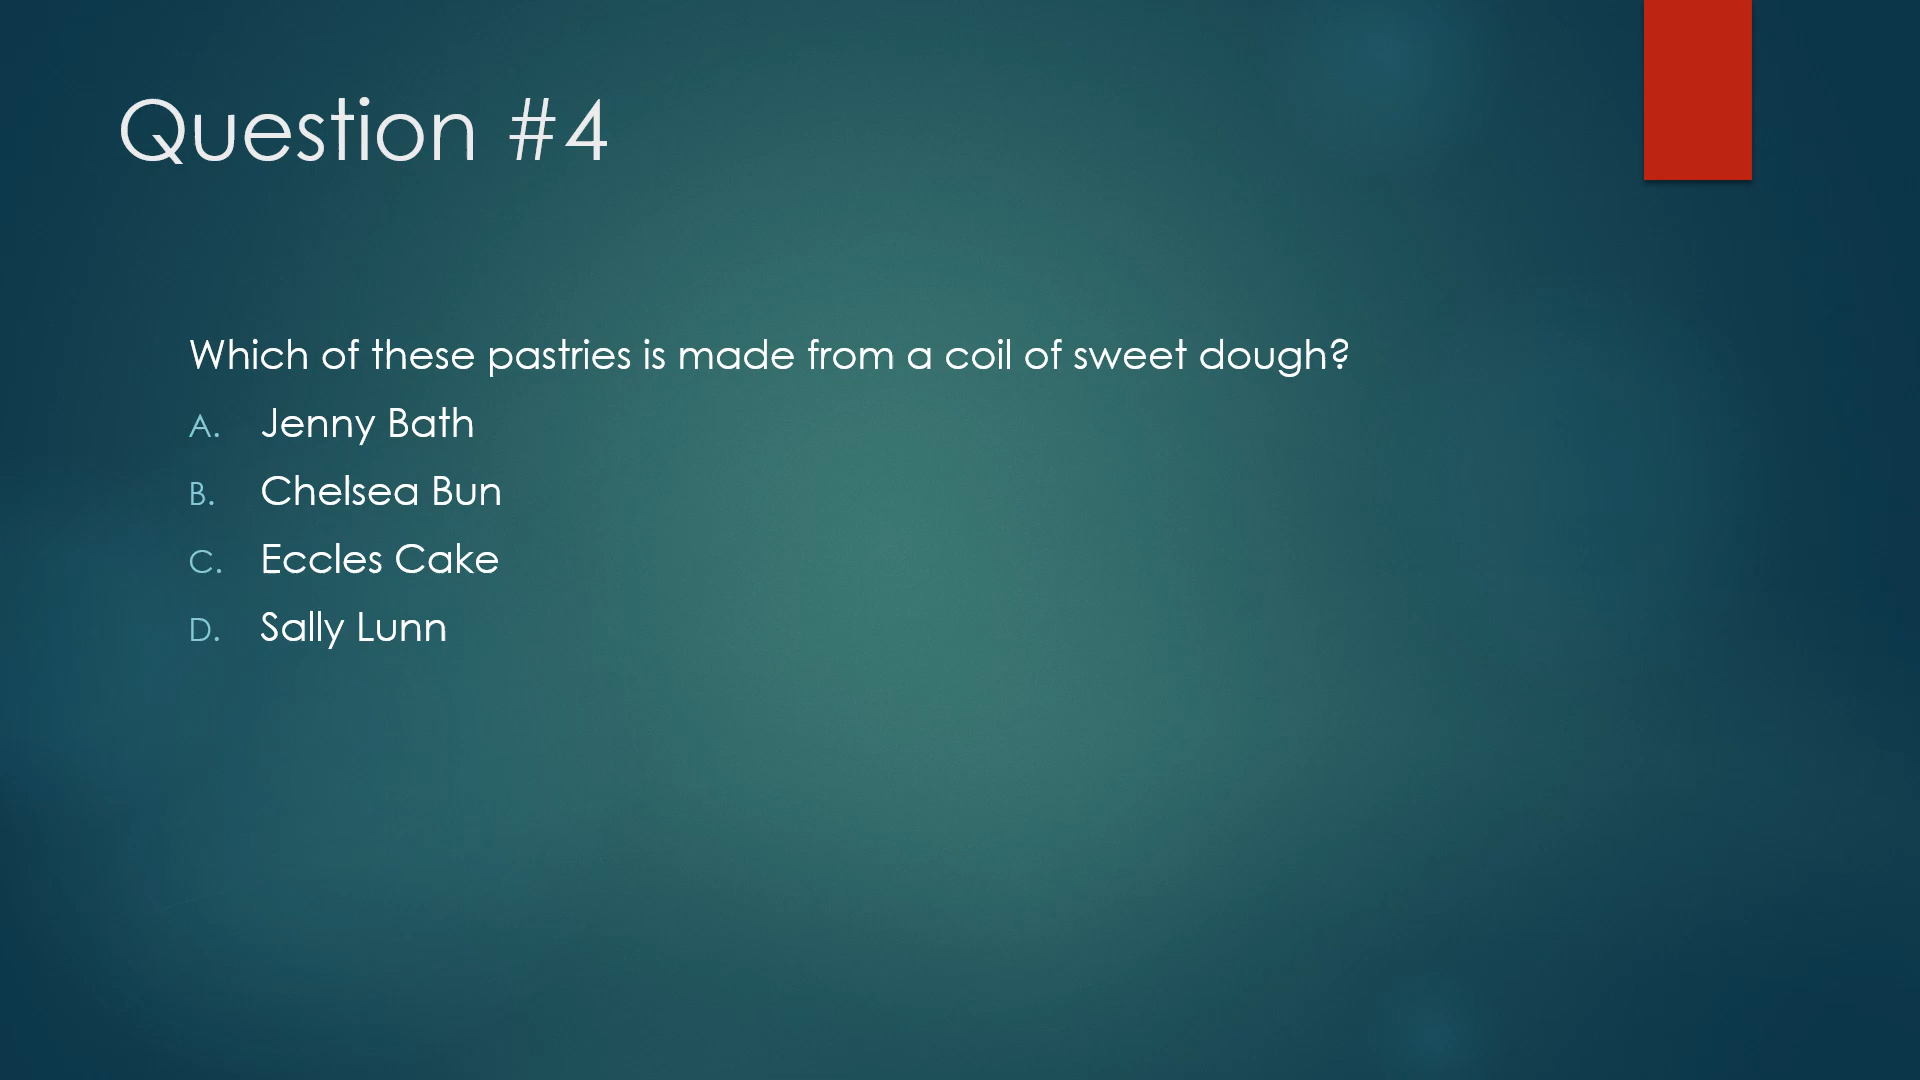 Question #4
Which of these pastries is made from a coil of sweet dough?
A. Jenny Bath
B. Chelsea Bun
C. Eccles Cake
D. Sally Lunn